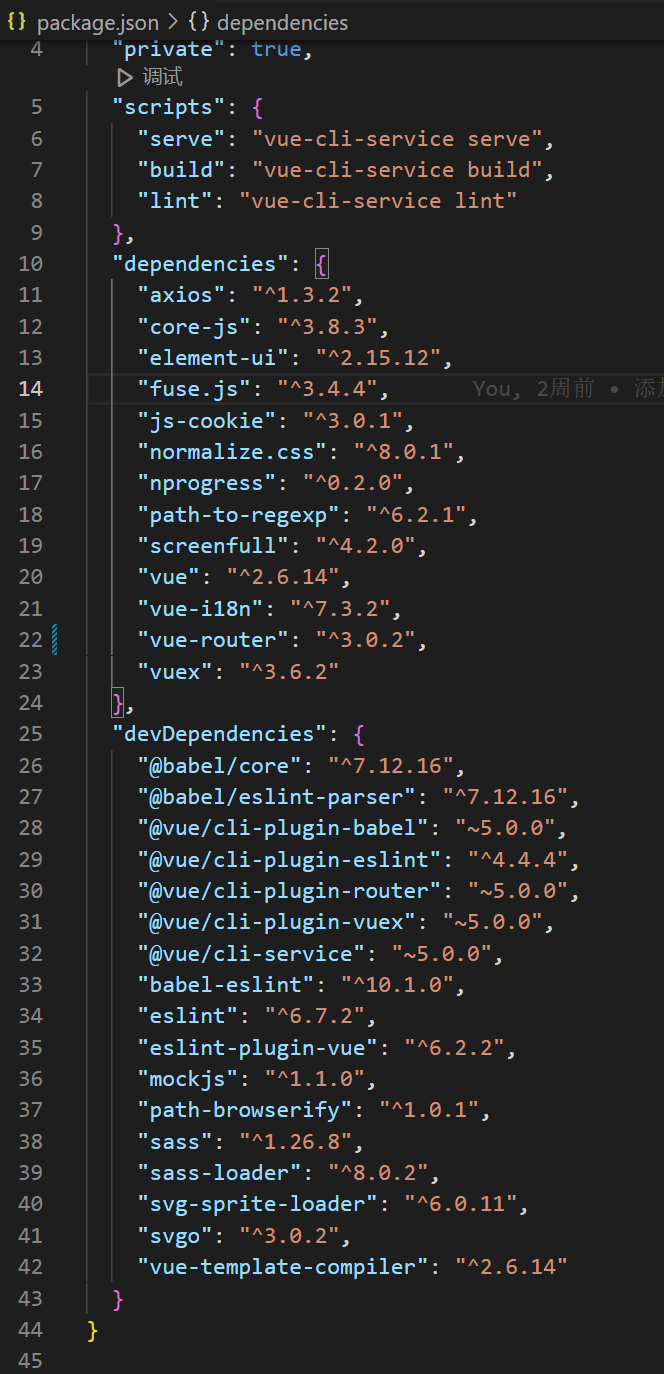 {} package.json > {} dependencies
4 "private": true,
调试
5 "scripts": {
6 "serve": "vue-cli-service serve",
7 "build": "vue-cli-service build",
8 "lint": "vue-cli-service lint"
9 },
10 "dependencies": {
11 "axios": "^1.3.2",
12 "core-js": "^3.8.3",
13 "element-ui": "^2.15.12",
14 "fuse.js": "^3.4.4", You, 2周前 • 添加
15 "js-cookie": "^3.0.1",
16 "normalize.css": "^8.0.1",
17 "nprogress": "^0.2.0",
18 "path-to-regexp": "^6.2.1",
19 "screenfull": "^4.2.0",
20 "vue": "^2.6.14",
21 "vue-i18n": "^7.3.2",
22 "vue-router": "^3.0.2",
23 "vuex": "^3.6.2"
24 },
25 "devDependencies": {
26 "@babel/core": "^7.12.16",
27 "@babel/eslint-parser": "^7.12.16",
28 "@vue/cli-plugin-babel": "~5.0.0",
29 "@vue/cli-plugin-eslint": "^4.4.4",
30 "@vue/cli-plugin-router": "~5.0.0",
31 "@vue/cli-plugin-vuex": "~5.0.0",
32 "@vue/cli-service": "~5.0.0",
33 "babel-eslint": "^10.1.0",
34 "eslint": "^6.7.2",
35 "eslint-plugin-vue": "^6.2.2",
36 "mockjs": "^1.1.0",
37 "path-browserify": "^1.0.1",
38 "sass": "^1.26.8",
39 "sass-loader": "^8.0.2",
40 "svg-sprite-loader": "^6.0.11",
41 "svgo": "^3.0.2",
42 "vue-template-compiler": "^2.6.14"
43 }
44 }
45